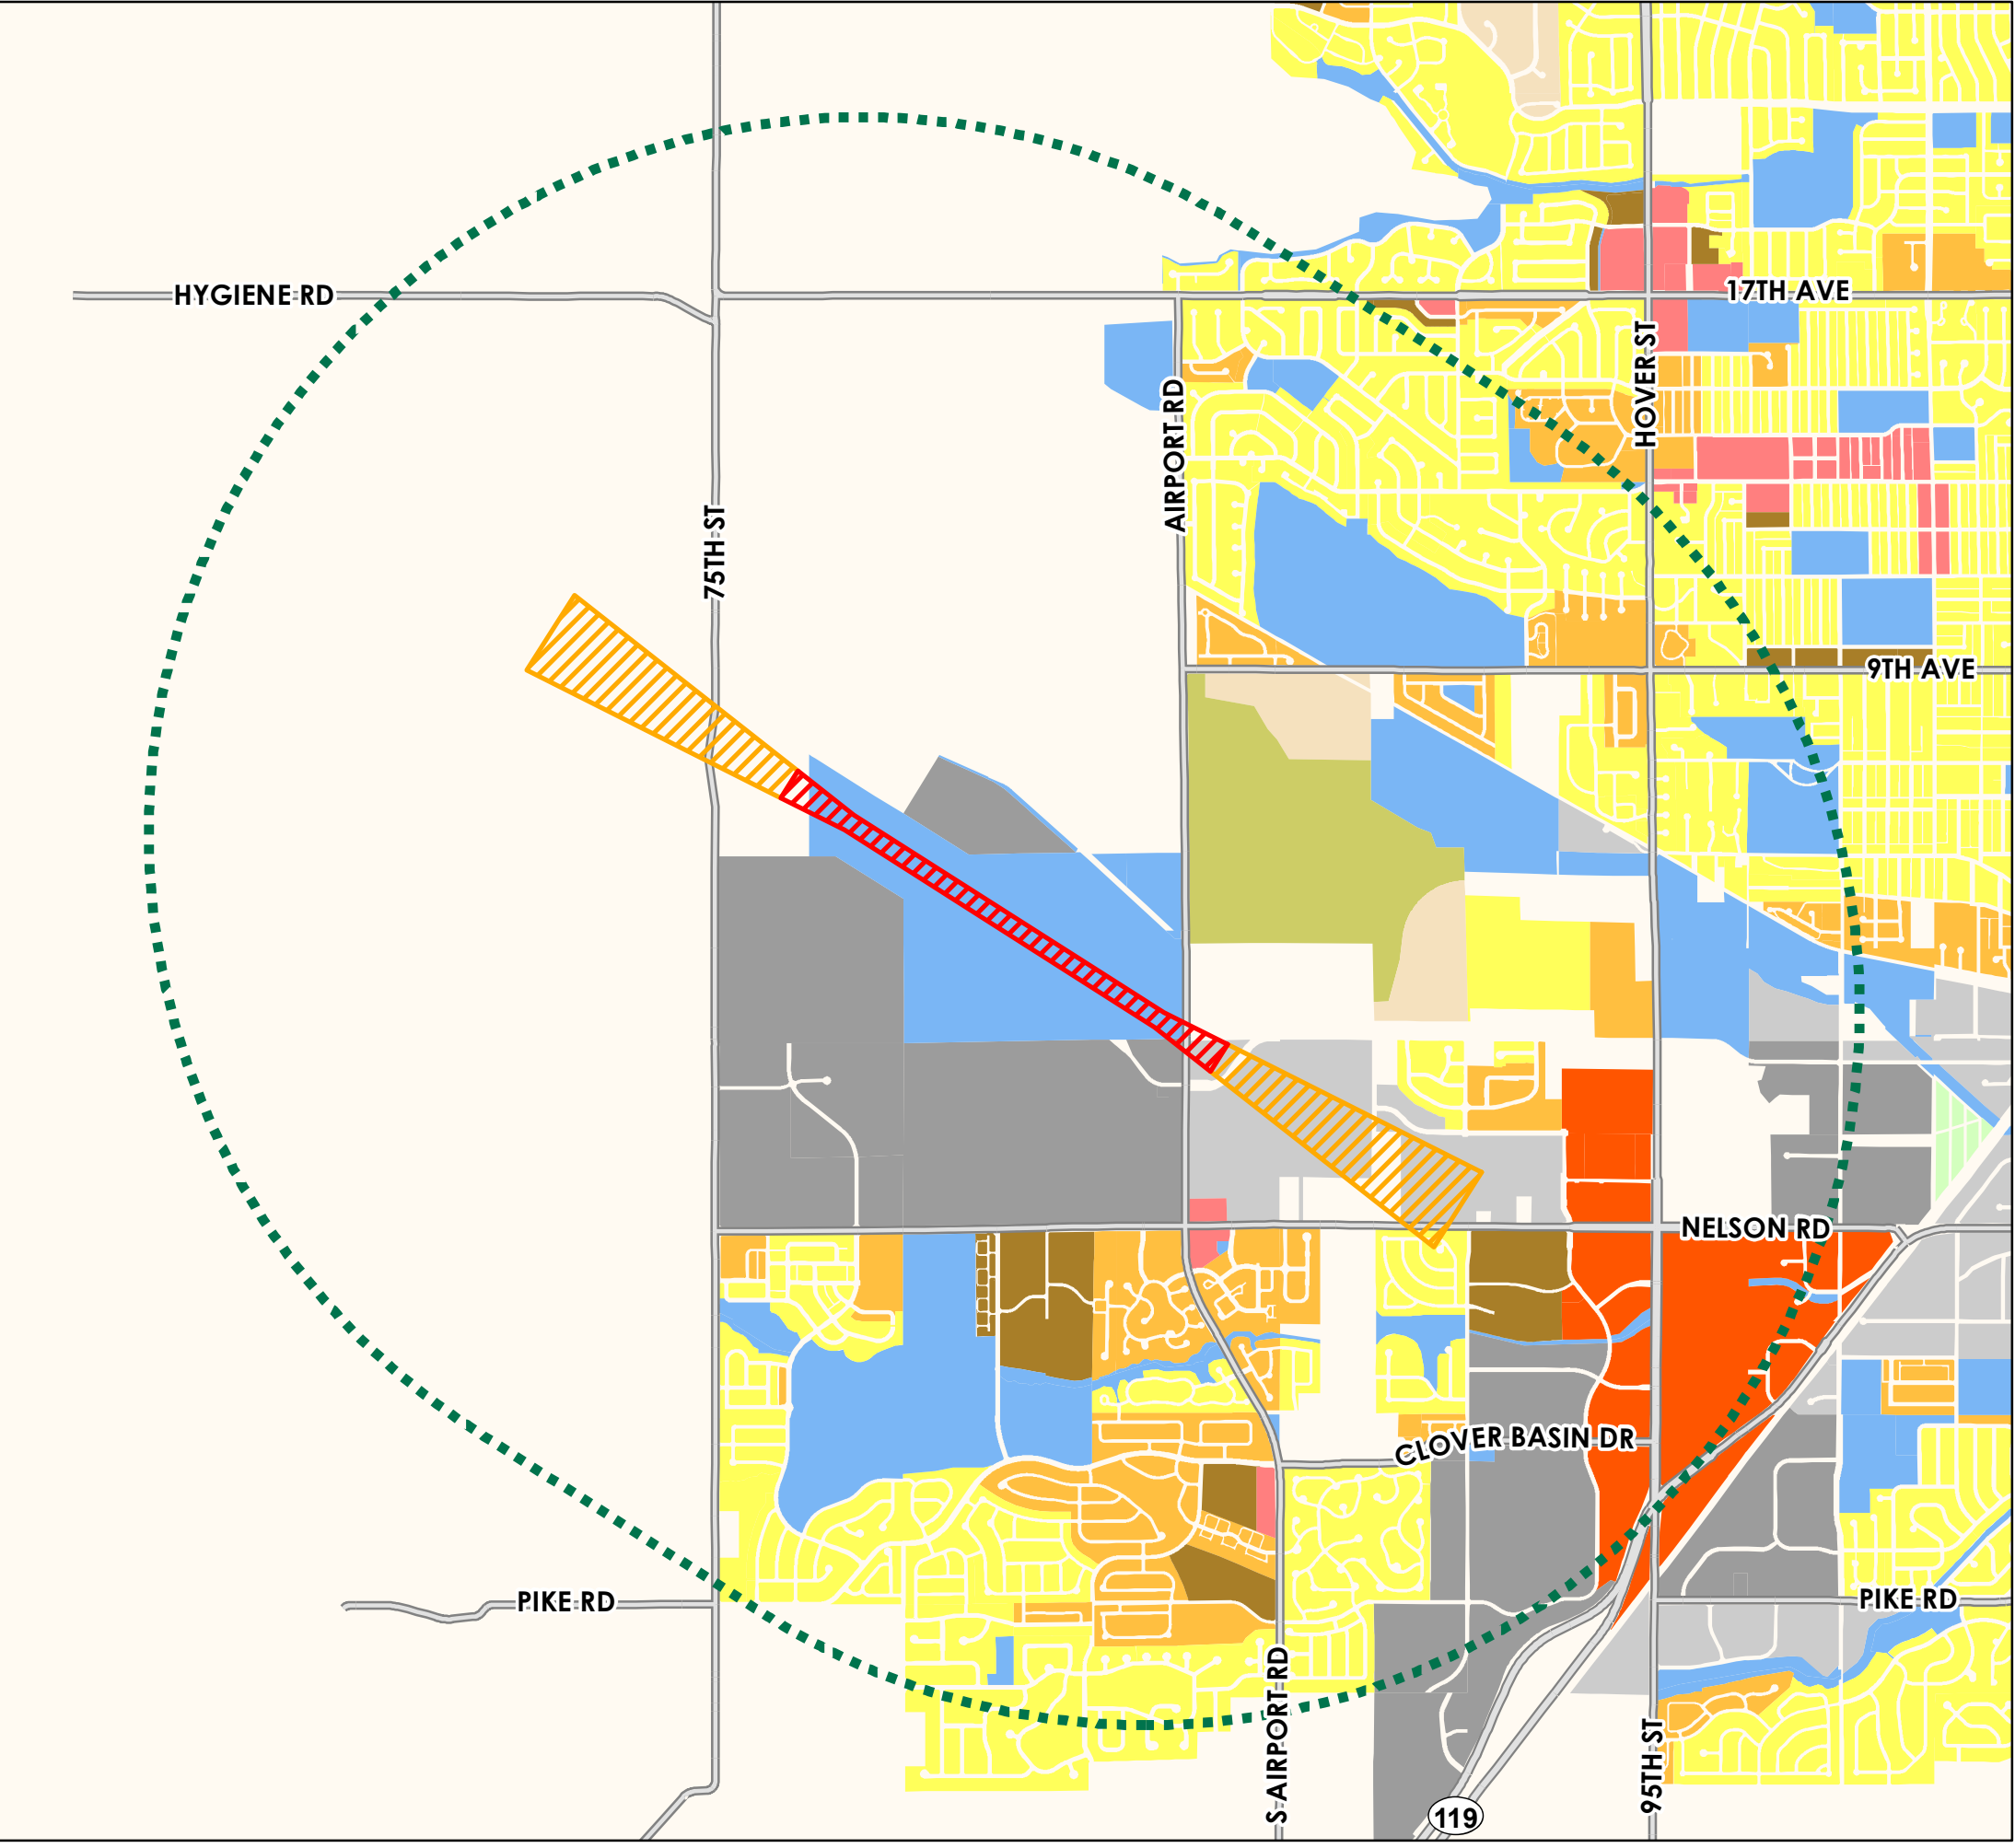 HYGIENE RD
17TH AVE
HOVER ST
AIRPORT RD
75TH ST
9TH AVE
NELSON RD
CLOVER BASIN DR
PIKE RD
PIKE RD
S AIRPORT RD
95TH ST
119